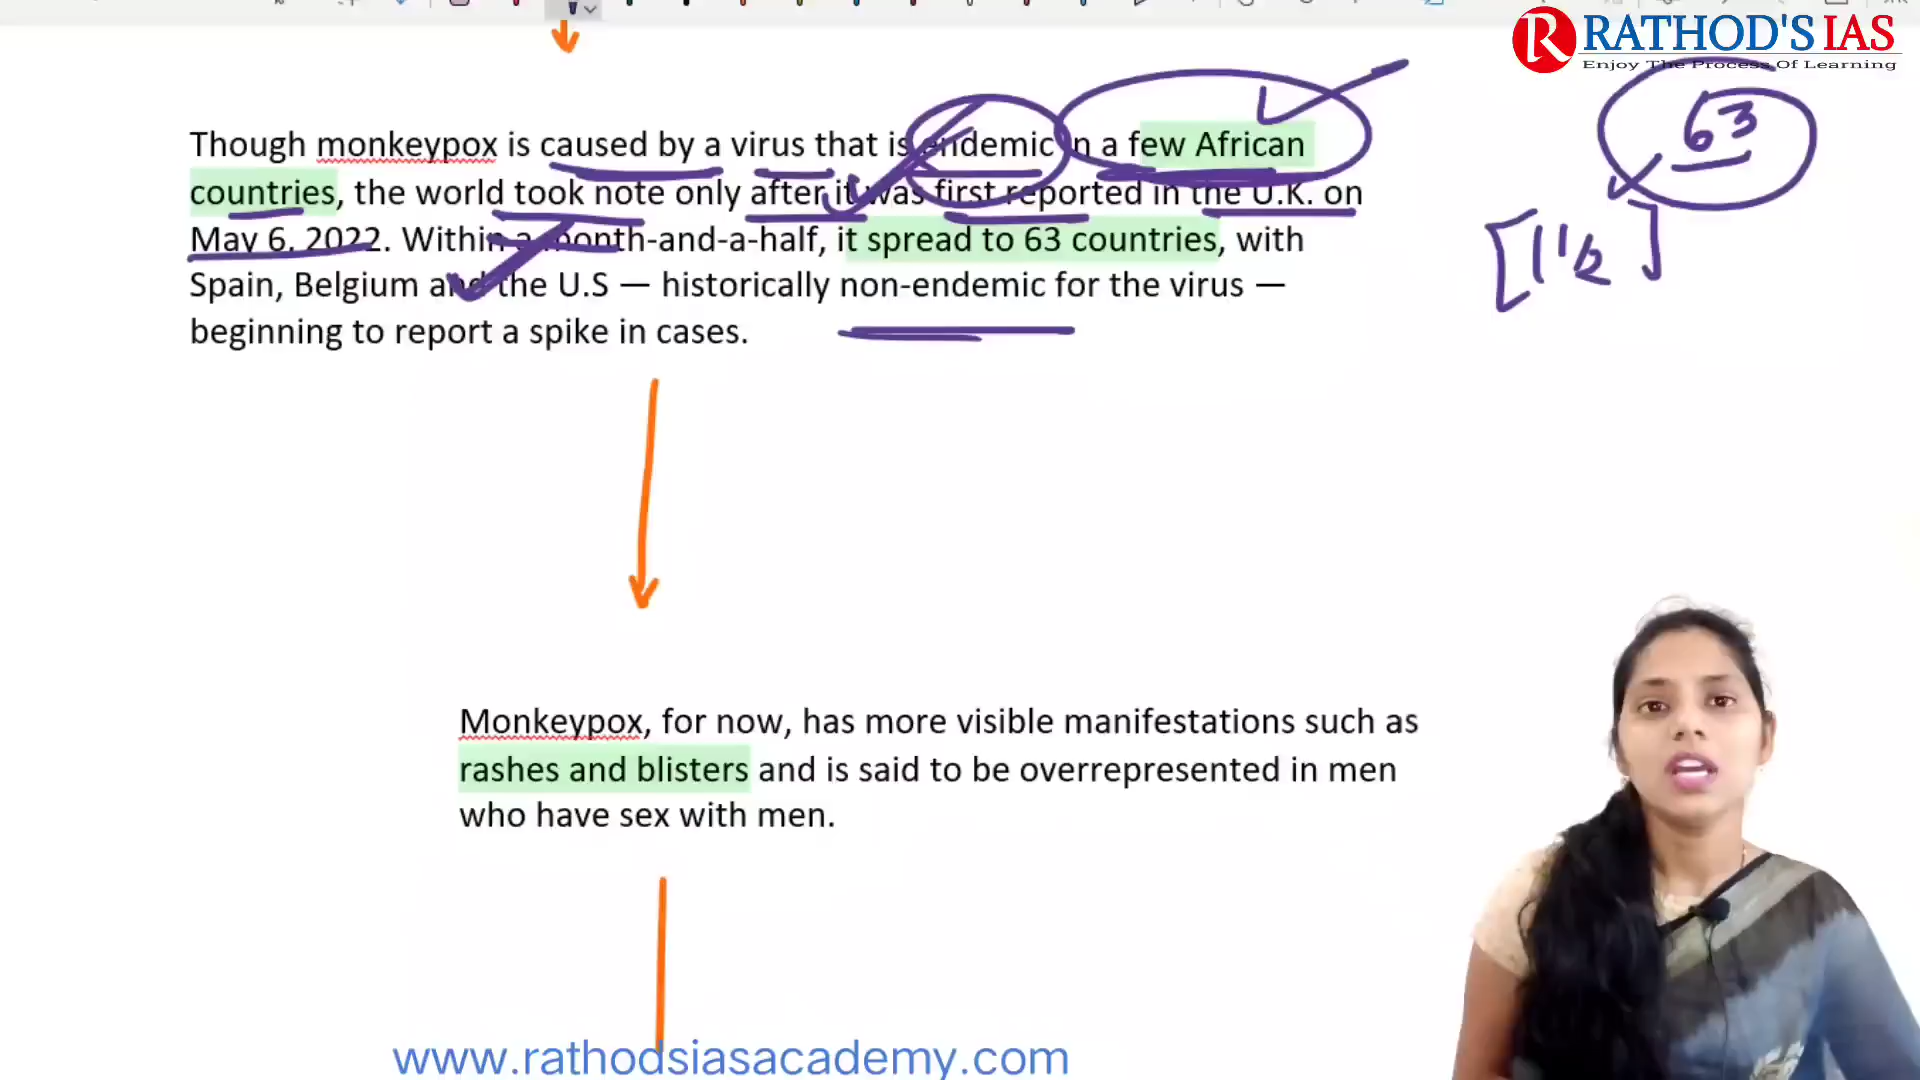 RATHOD'S IAS
Enjoy The Process Of Learning
63
Though monkeypox is caused by a virus that is endemic in a few African
countries, the world took note only after it was first reported in the U.K. on
May 6, 2022. Within a month-and-a-half, it spread to 63 countries, with
[1 1/2]
Spain, Belgium and the U.S — historically non-endemic for the virus —
beginning to report a spike in cases.
Monkeypox, for now, has more visible manifestations such as
rashes and blisters and is said to be overrepresented in men
who have sex with men.
www.rathodsiasacademy.com